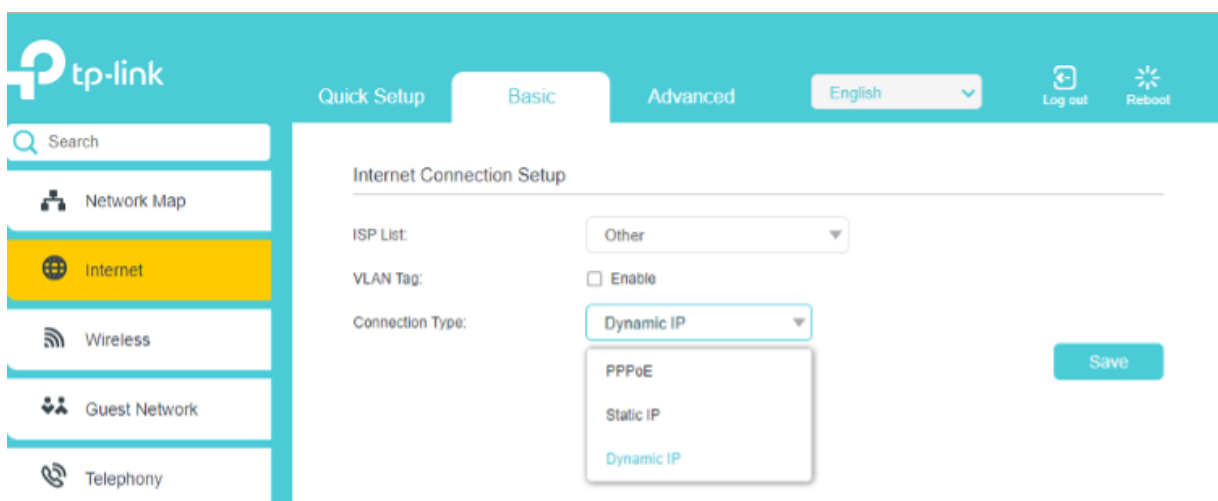 tp-link
Quick Setup Basic Advanced English Log out Reboot
Search
Network Map
Internet
Wireless
Guest Network
Telephony
Internet Connection Setup
ISP List: Other
VLAN Tag: Enable
Connection Type: Dynamic IP
PPPoE
Static IP
Dynamic IP
Save